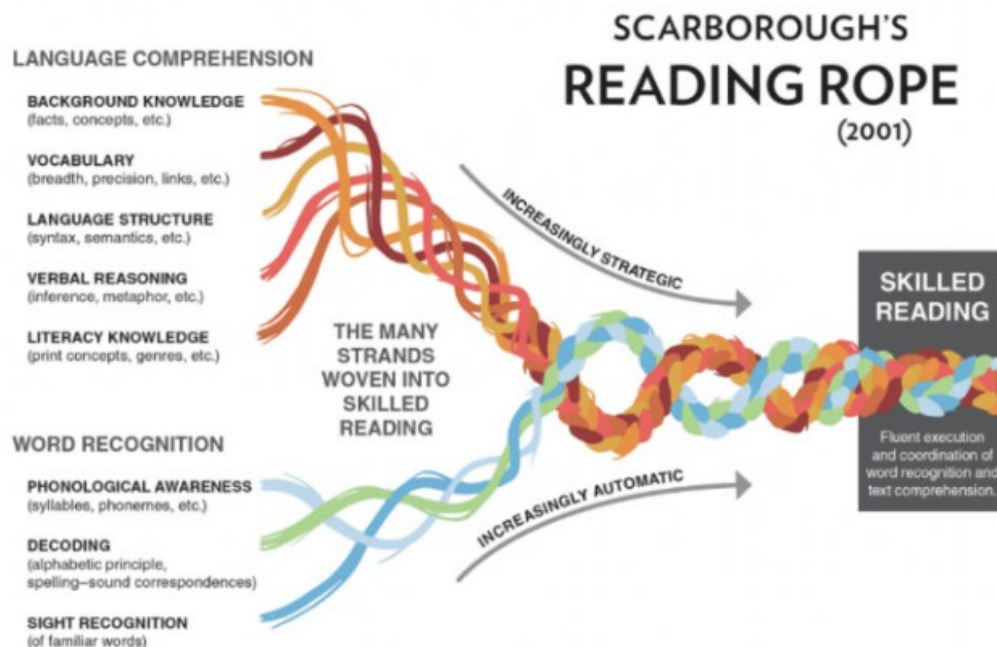 SCARBOROUGH'S
READING ROPE
(2001)
LANGUAGE COMPREHENSION
BACKGROUND KNOWLEDGE
(facts, concepts, etc.)
VOCABULARY
(breadth, precision, links, etc.)
LANGUAGE STRUCTURE
(syntax, semantics, etc.)
VERBAL REASONING
(inference, metaphor, etc.)
LITERACY KNOWLEDGE
(print concepts, genres, etc.)
THE MANY
STRANDS
WOVEN INTO
SKILLED
READING
WORD RECOGNITION
PHONOLOGICAL AWARENESS
(syllables, phonemes, etc.)
DECODING
(alphabetic principle,
spelling–sound correspondences)
SIGHT RECOGNITION
(of familiar words)
INCREASINGLY STRATEGIC
INCREASINGLY AUTOMATIC
SKILLED
READING
Fluent execution
and coordination of
word recognition and
text comprehension.